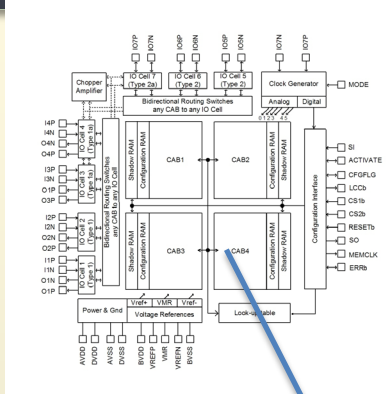 IO7P
IO7N
IO6P
IO6N
IO5P
IO5N
IO7P
IO7N
Chopper
Amplifier
IO Cell 7
(Type 2a)
IO Cell 6
(Type 2)
IO Cell 5
(Type 2)
Clock Generator
Analog
Digital
MODE
0 1 2 3 4 5
Bidirectional Routing Switches
any CAB to any IO Cell
I4P
I4N
O4N
O4P
IO Cell 4
(Type 1a)
I3P
I3N
O1P
O3P
IO Cell 3
(Type 1a)
I2P
I2N
O2N
O2P
IO Cell 2
(Type 1)
I1P
I1N
O1N
O1P
IO Cell 1
(Type 1)
Bidirectional Routing Switches
any CAB to any IO Cell
Shadow RAM
Configuration RAM
CAB1
CAB2
Configuration RAM
Shadow RAM
Shadow RAM
Configuration RAM
CAB3
CAB4
Configuration RAM
Shadow RAM
Configuration Interface
SI
ACTIVATE
CFGFLG
LCCb
CS1b
CS2b
RESETb
SO
MEMCLK
ERRb
Power & Gnd
Vref+
VMR
Vref-
Voltage References
Look-up Table
AVDD
DVDD
AVSS
DVSS
BVDD
VREFP
VMR
VREFN
BVSS